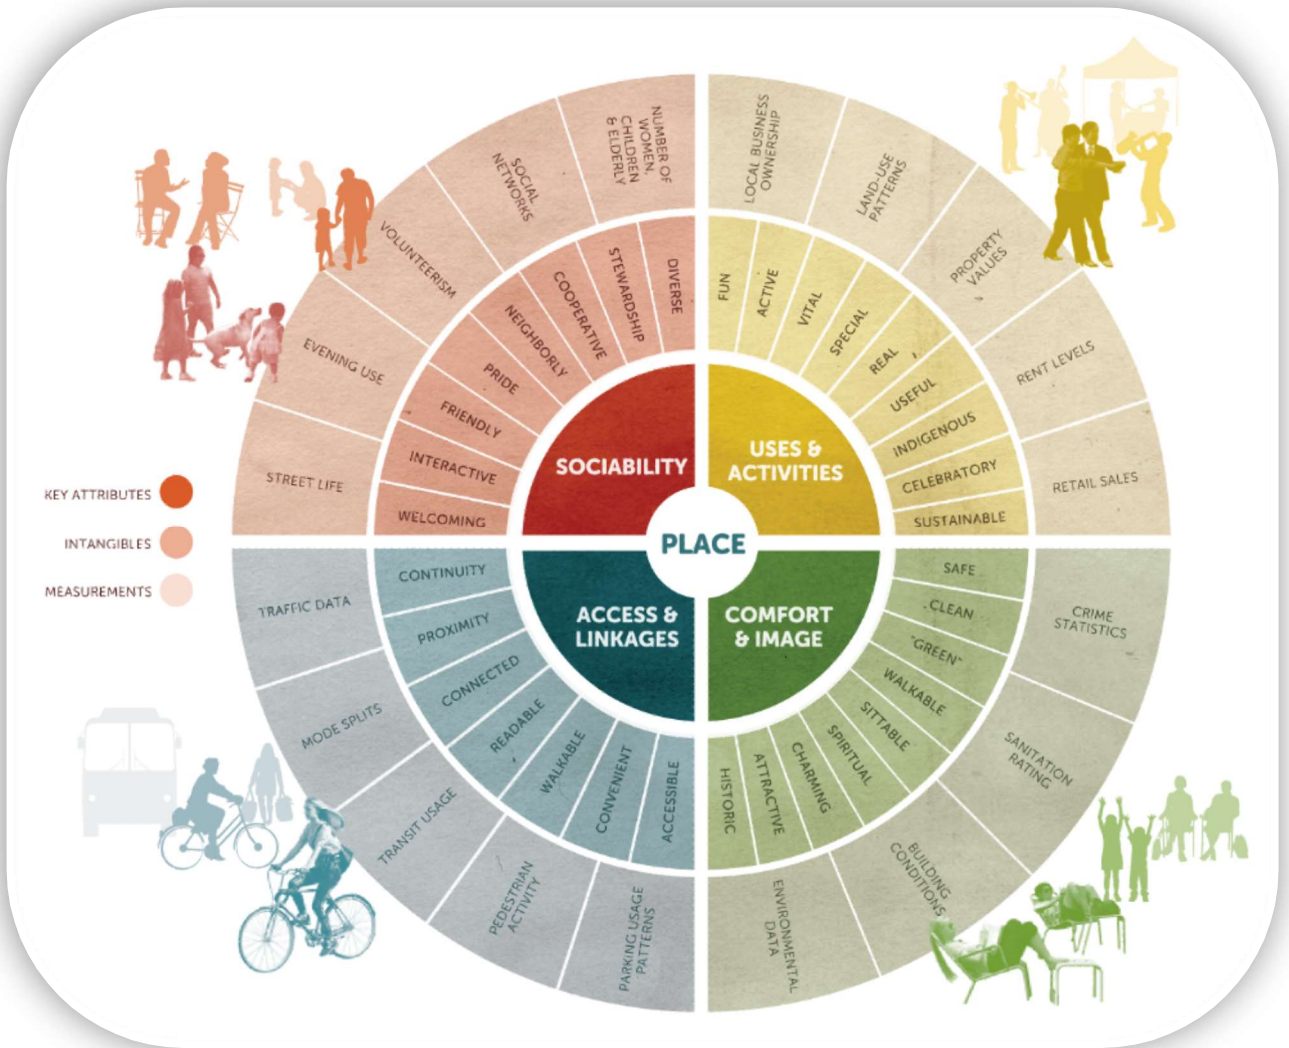 KEY ATTRIBUTES
INTANGIBLES
MEASUREMENTS
PLACE
SOCIABILITY
USES &
ACTIVITIES
ACCESS &
LINKAGES
COMFORT
& IMAGE
WELCOMING
INTERACTIVE
FRIENDLY
PRIDE
NEIGHBORLY
COOPERATIVE
STEWARDSHIP
DIVERSE
FUN
ACTIVE
VITAL
SPECIAL
REAL
USEFUL
INDIGENOUS
CELEBRATORY
SUSTAINABLE
SAFE
CLEAN
"GREEN"
WALKABLE
SITTABLE
SPIRITUAL
CHARMING
ATTRACTIVE
HISTORIC
ACCESSIBLE
CONVENIENT
WALKABLE
READABLE
CONNECTED
PROXIMITY
CONTINUITY
STREET LIFE
EVENING USE
VOLUNTEERISM
SOCIAL
NETWORKS
NUMBER OF
WOMEN,
CHILDREN
& ELDERLY
LOCAL BUSINESS
OWNERSHIP
LAND-USE
PATTERNS
PROPERTY
VALUES
RENT LEVELS
RETAIL SALES
CRIME
STATISTICS
SANITATION
RATING
BUILDING
CONDITIONS
ENVIRONMENTAL
DATA
PARKING USAGE
PATTERNS
PEDESTRIAN
ACTIVITY
TRANSIT USAGE
MODE SPLITS
TRAFFIC DATA